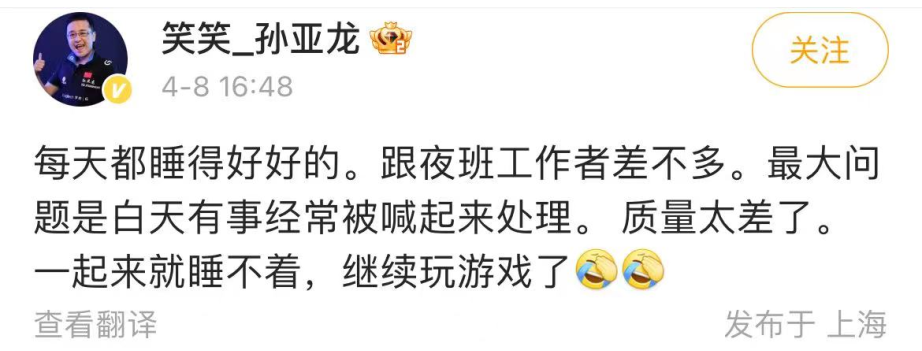 笑笑_孙亚龙
关注
4-8 16:48
每天都睡得好好的。跟夜班工作者差不多。最大问
题是白天有事经常被喊起来处理。 质量太差了。
一起来就睡不着，继续玩游戏了
查看翻译
发布于 上海